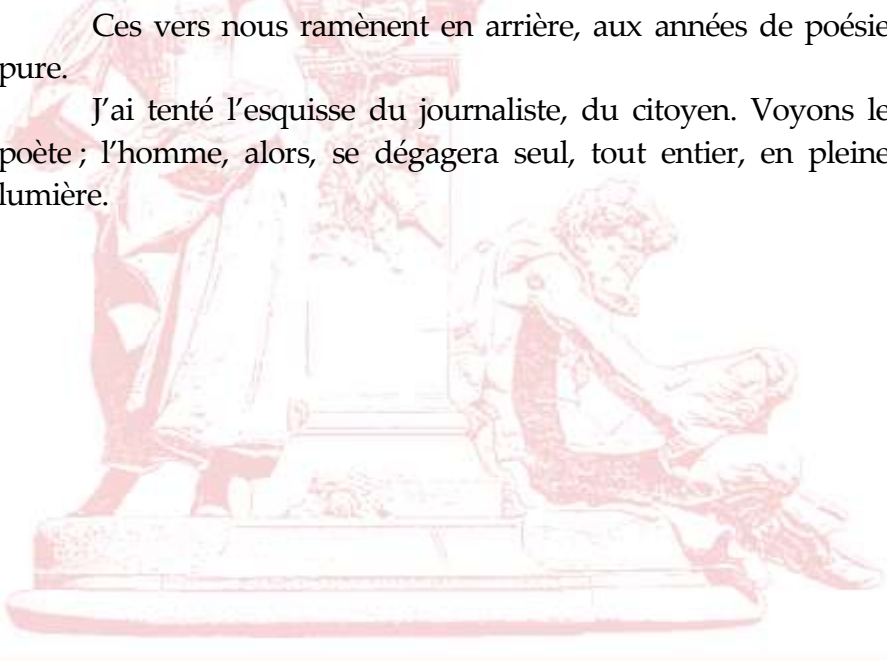 Ces vers nous ramènent en arrière, aux années de poésie
pure.
J’ai tenté l’esquisse du journaliste, du citoyen. Voyons le
poète ; l’homme, alors, se dégagera seul, tout entier, en pleine
lumière.